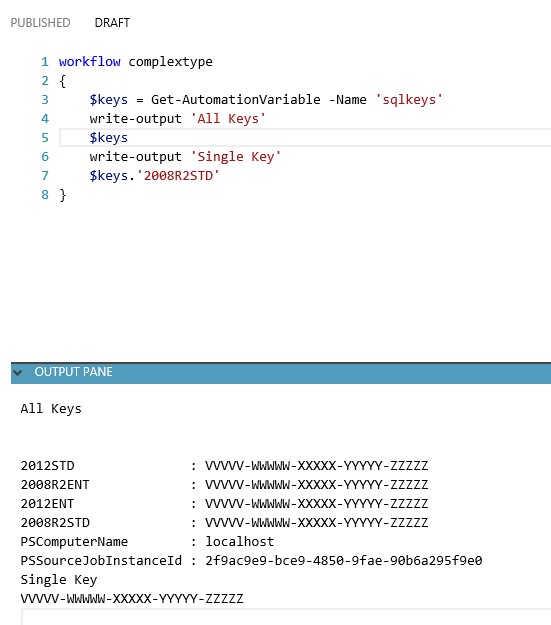 PUBLISHED DRAFT
1 workflow complextype
2 {
3 $keys = Get-AutomationVariable -Name 'sqlkeys'
4 write-output 'All Keys'
5 $keys
6 write-output 'Single Key'
7 $keys.'2008R2STD'
8 }
OUTPUT PANE
All Keys
2012STD : VVVVV-WWWWW-XXXXX-YYYYY-ZZZZZ
2008R2ENT : VVVVV-WWWWW-XXXXX-YYYYY-ZZZZZ
2012ENT : VVVVV-WWWWW-XXXXX-YYYYY-ZZZZZ
2008R2STD : VVVVV-WWWWW-XXXXX-YYYYY-ZZZZZ
PSComputerName : localhost
PSSourceJobInstanceId : 2f9ac9e9-bce9-4850-9fae-90b6a295f9e0
Single Key
VVVVV-WWWWW-XXXXX-YYYYY-ZZZZZ